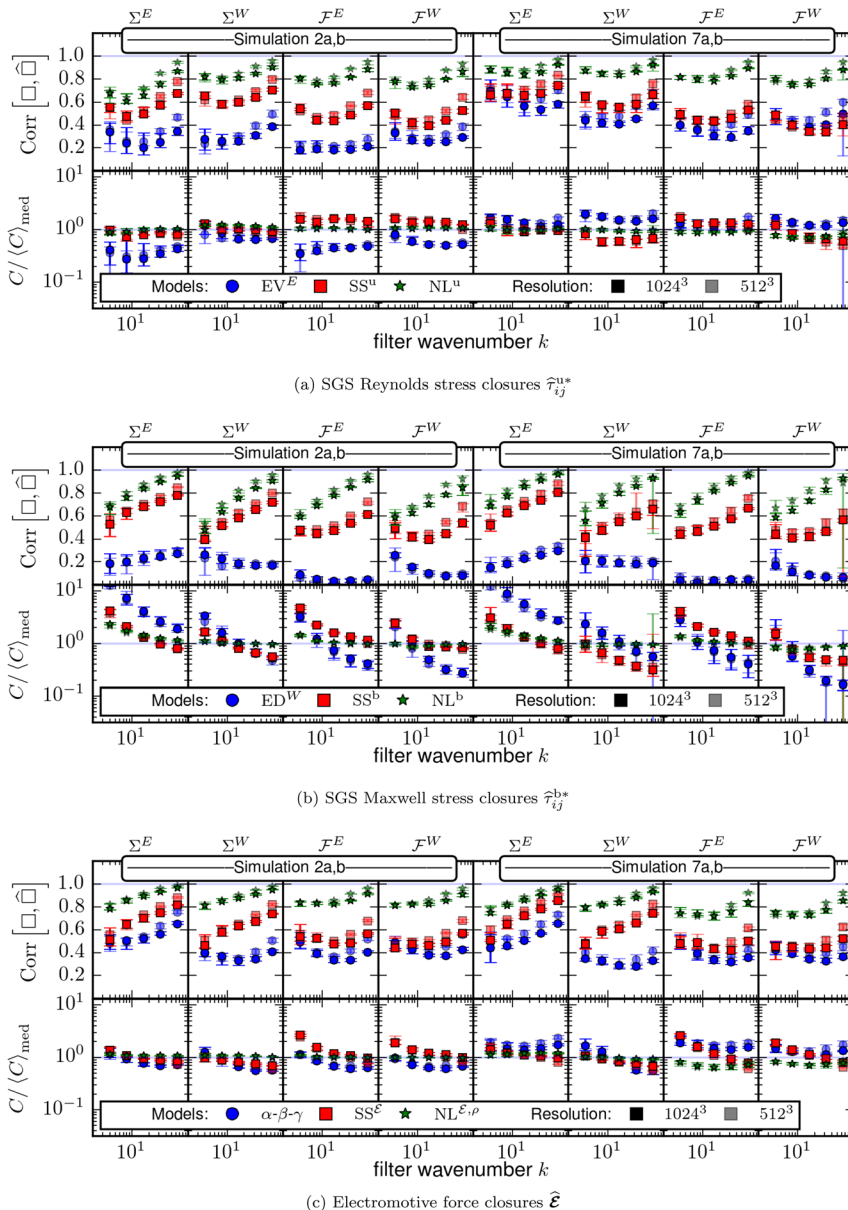 Σ^E Σ^W ℱ^E ℱ^W Σ^E Σ^W ℱ^E ℱ^W
Simulation 2a,b Simulation 7a,b
Corr [□, □̂]
1.0
0.8
0.6
0.4
0.2
C/⟨C⟩_med
10^1
10^0
10^-1
Models: EV^E SS^u NL^u Resolution: 1024^3 512^3
10^1 10^1 10^1 10^1 10^1 10^1 10^1 10^1
filter wavenumber k
(a) SGS Reynolds stress closures τ̂_ij^u*
Σ^E Σ^W ℱ^E ℱ^W Σ^E Σ^W ℱ^E ℱ^W
Simulation 2a,b Simulation 7a,b
Corr [□, □̂]
1.0
0.8
0.6
0.4
0.2
C/⟨C⟩_med
10^1
10^0
10^-1
Models: ED^W SS^b NL^b Resolution: 1024^3 512^3
10^1 10^1 10^1 10^1 10^1 10^1 10^1 10^1
filter wavenumber k
(b) SGS Maxwell stress closures τ̂_ij^b*
Σ^E Σ^W ℱ^E ℱ^W Σ^E Σ^W ℱ^E ℱ^W
Simulation 2a,b Simulation 7a,b
Corr [□, □̂]
1.0
0.8
0.6
0.4
0.2
C/⟨C⟩_med
10^1
10^0
10^-1
Models: α-β-γ SS^ℰ NL^ℰ,ρ Resolution: 1024^3 512^3
10^1 10^1 10^1 10^1 10^1 10^1 10^1 10^1
filter wavenumber k
(c) Electromotive force closures ℰ̂